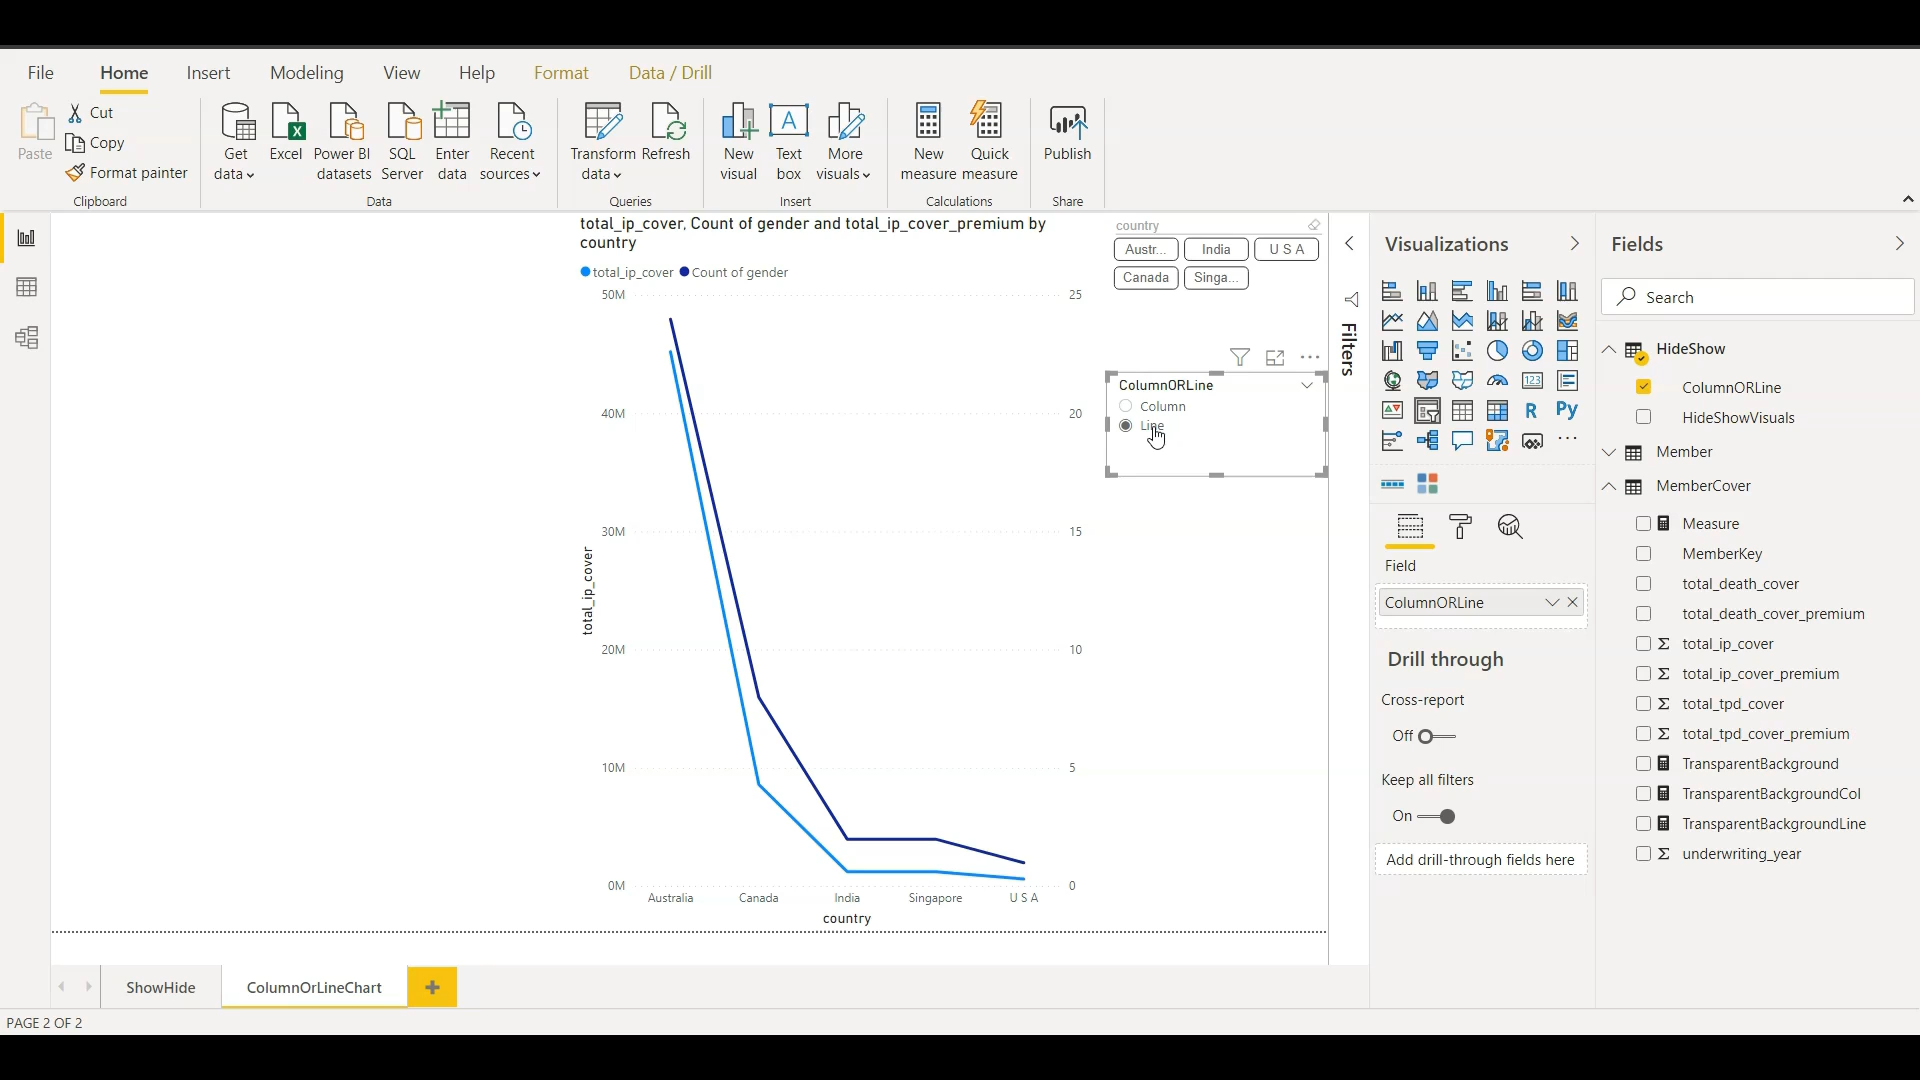 File Home Insert Modeling View Help Format Data / Drill
Paste
Cut
Copy
Format painter
Clipboard
Get data
Excel
Power BI datasets
SQL Server
Enter data
Recent sources
Data
Transform data
Refresh
Queries
New visual
Text box
More visuals
Insert
New measure
Quick measure
Calculations
Publish
Share
total_ip_cover, Count of gender and total_ip_cover_premium by
country
total_ip_cover Count of gender
50M
40M
30M
20M
10M
0M
total_ip_cover
25
20
15
10
5
0
Australia Canada India Singapore U S A
country
country
Austr... India U S A
Canada Singa...
ColumnORLine
Column
Line
Filters
Visualizations
R Py
123
Field
ColumnORLine
Drill through
Cross-report
Off
Keep all filters
On
Add drill-through fields here
Fields
Search
HideShow
ColumnORLine
HideShowVisuals
Member
MemberCover
Measure
MemberKey
total_death_cover
total_death_cover_premium
total_ip_cover
total_ip_cover_premium
total_tpd_cover
total_tpd_cover_premium
TransparentBackground
TransparentBackgroundCol
TransparentBackgroundLine
underwriting_year
ShowHide ColumnOrLineChart
PAGE 2 OF 2